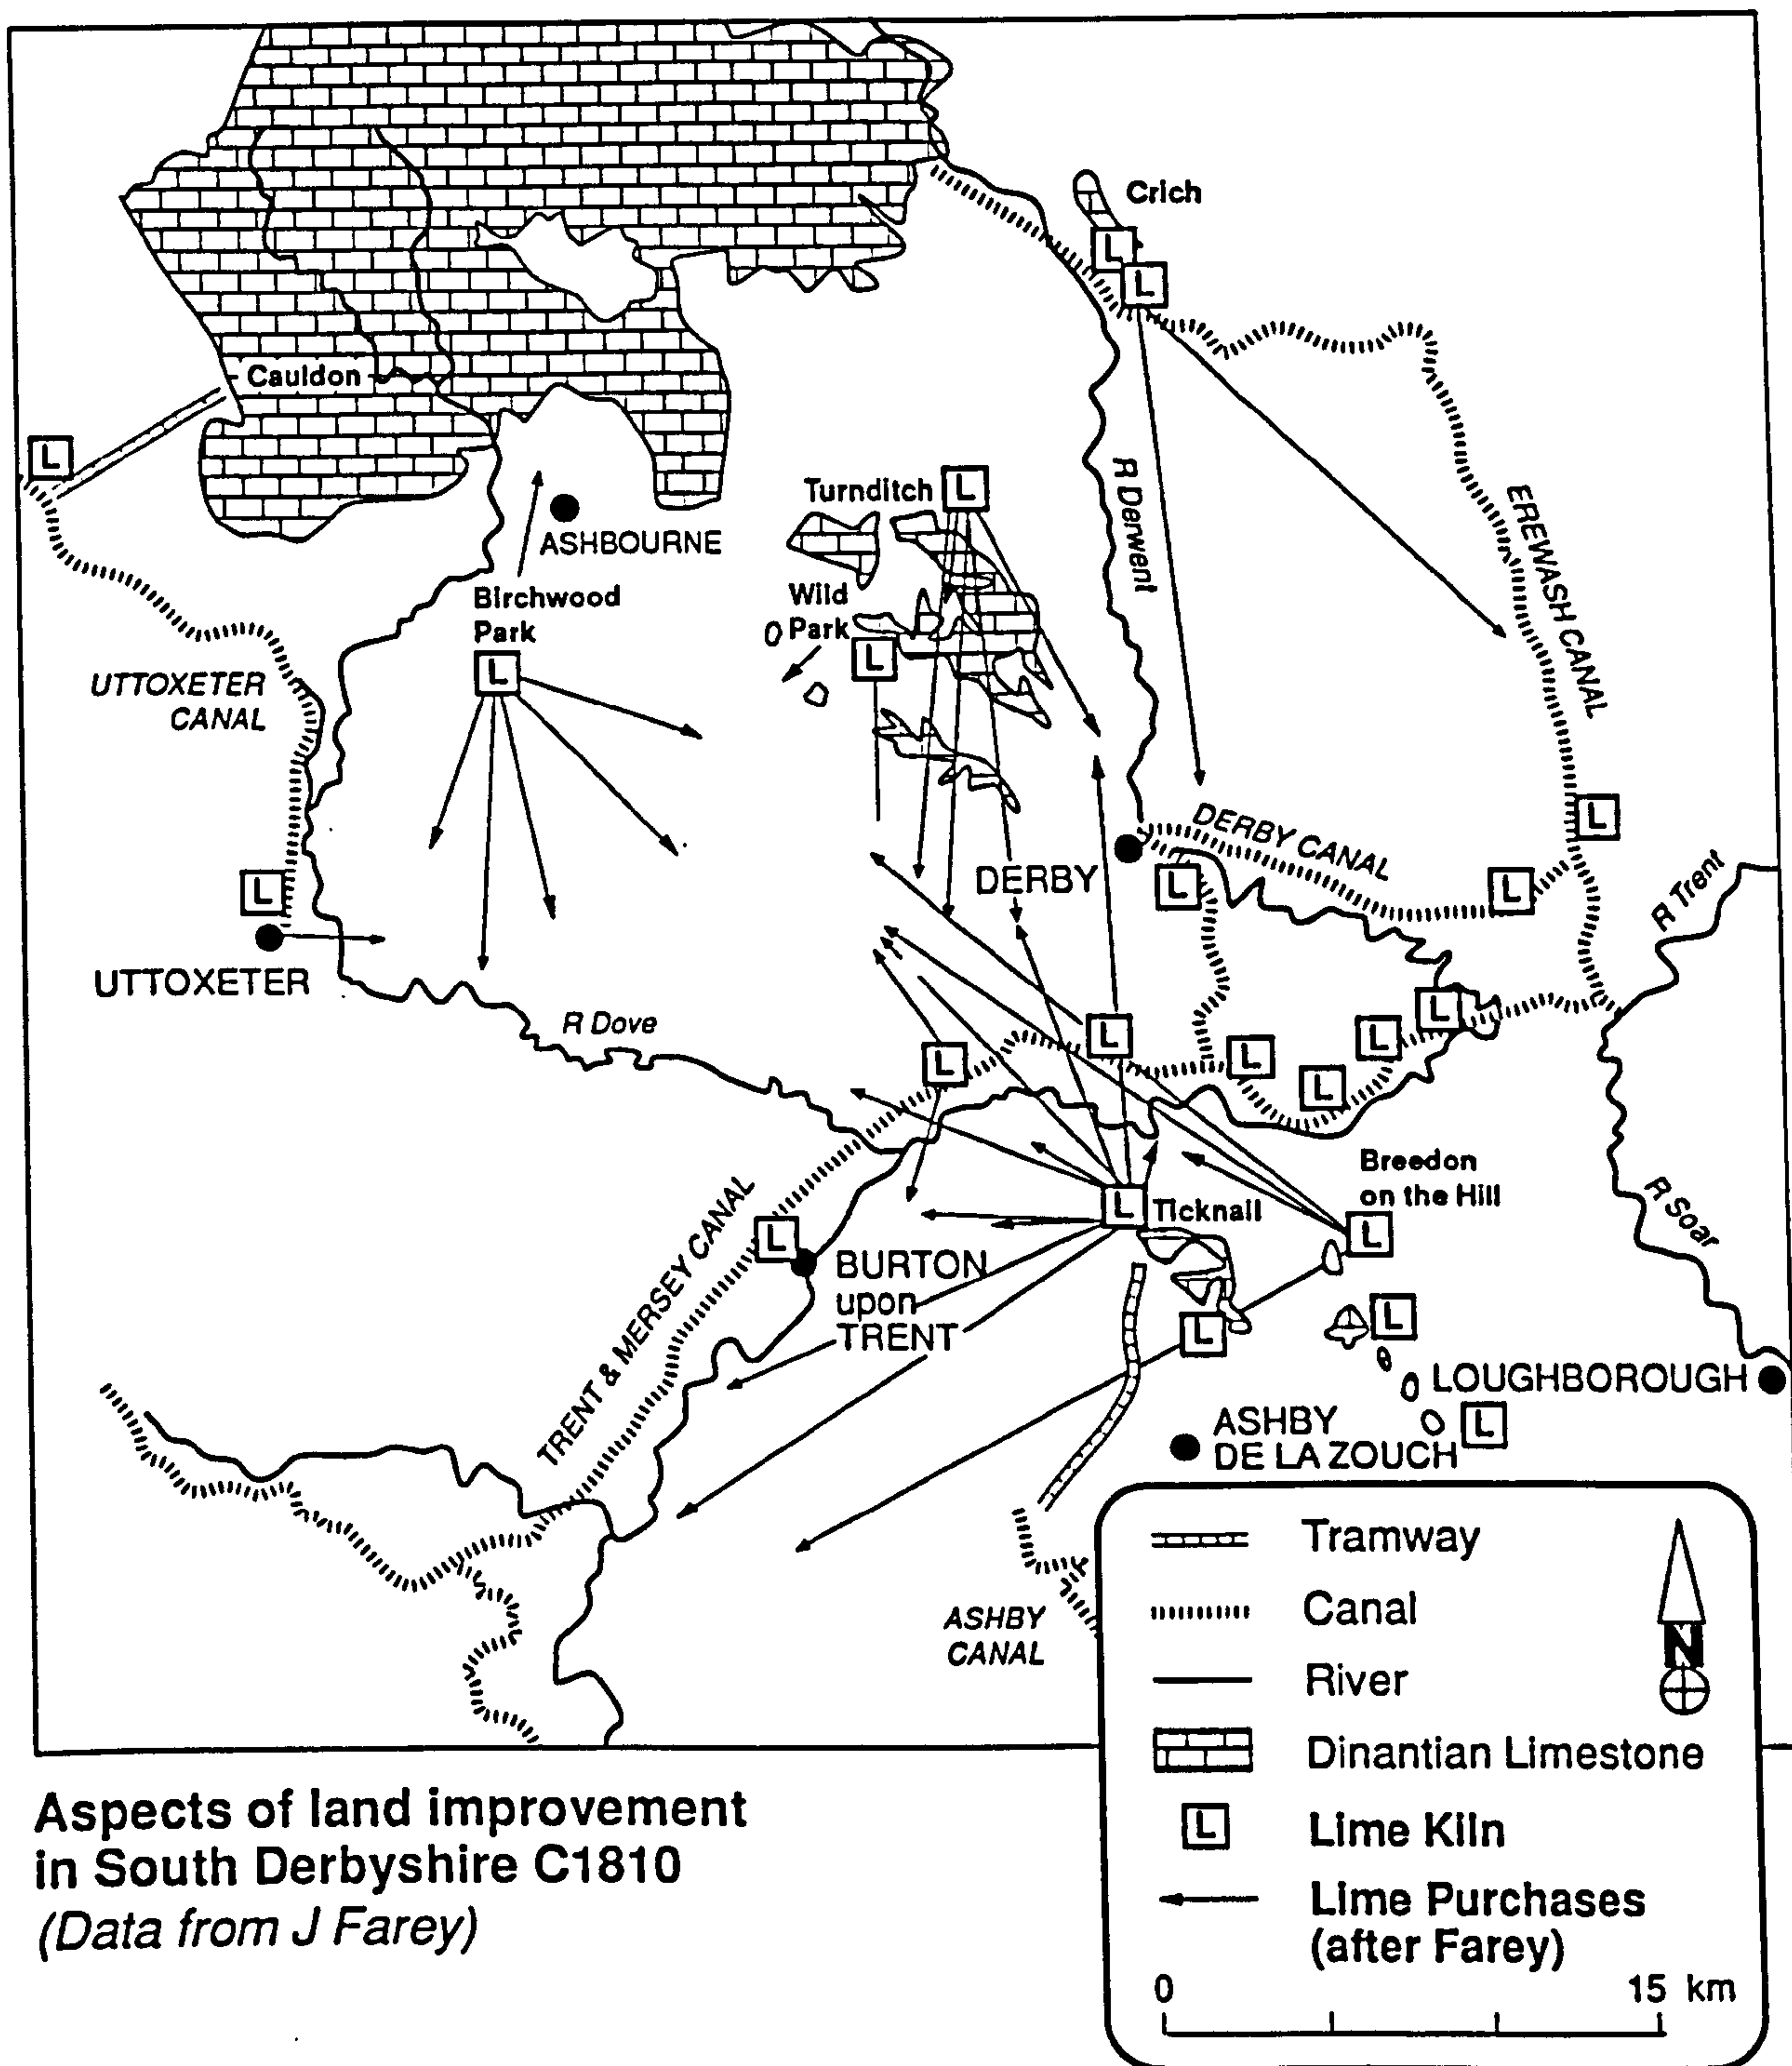 Crich
L
L
Cauldon
L
R Derwent
Turnditch
L
EREWASH CANAL
ASHBOURNE
Birchwood
Park
Wild
Park
L
L
UTTOXETER
CANAL
DERBY CANAL
L
DERBY
L
L
L
R Trent
UTTOXETER
R Dove
L
L
L
L
L
L
Breedon
on the Hill
L
Ticknall
L
R Soar
TRENT & MERSEY CANAL
L
BURTON
upon
TRENT
L
L
LOUGHBOROUGH
L
ASHBY
DE LA ZOUCH
ASHBY
CANAL
Tramway
Canal
River
Dinantian Limestone
L
Lime Kiln
Lime Purchases
(after Farey)
N
0
15 km
Aspects of land improvement
in South Derbyshire C1810
(Data from J Farey)